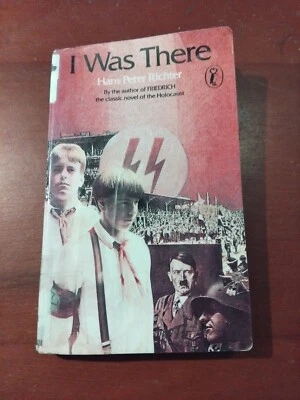 I Was There
Hans Peter Richter
By the author of FRIEDRICH
the classic novel of the Holocaust